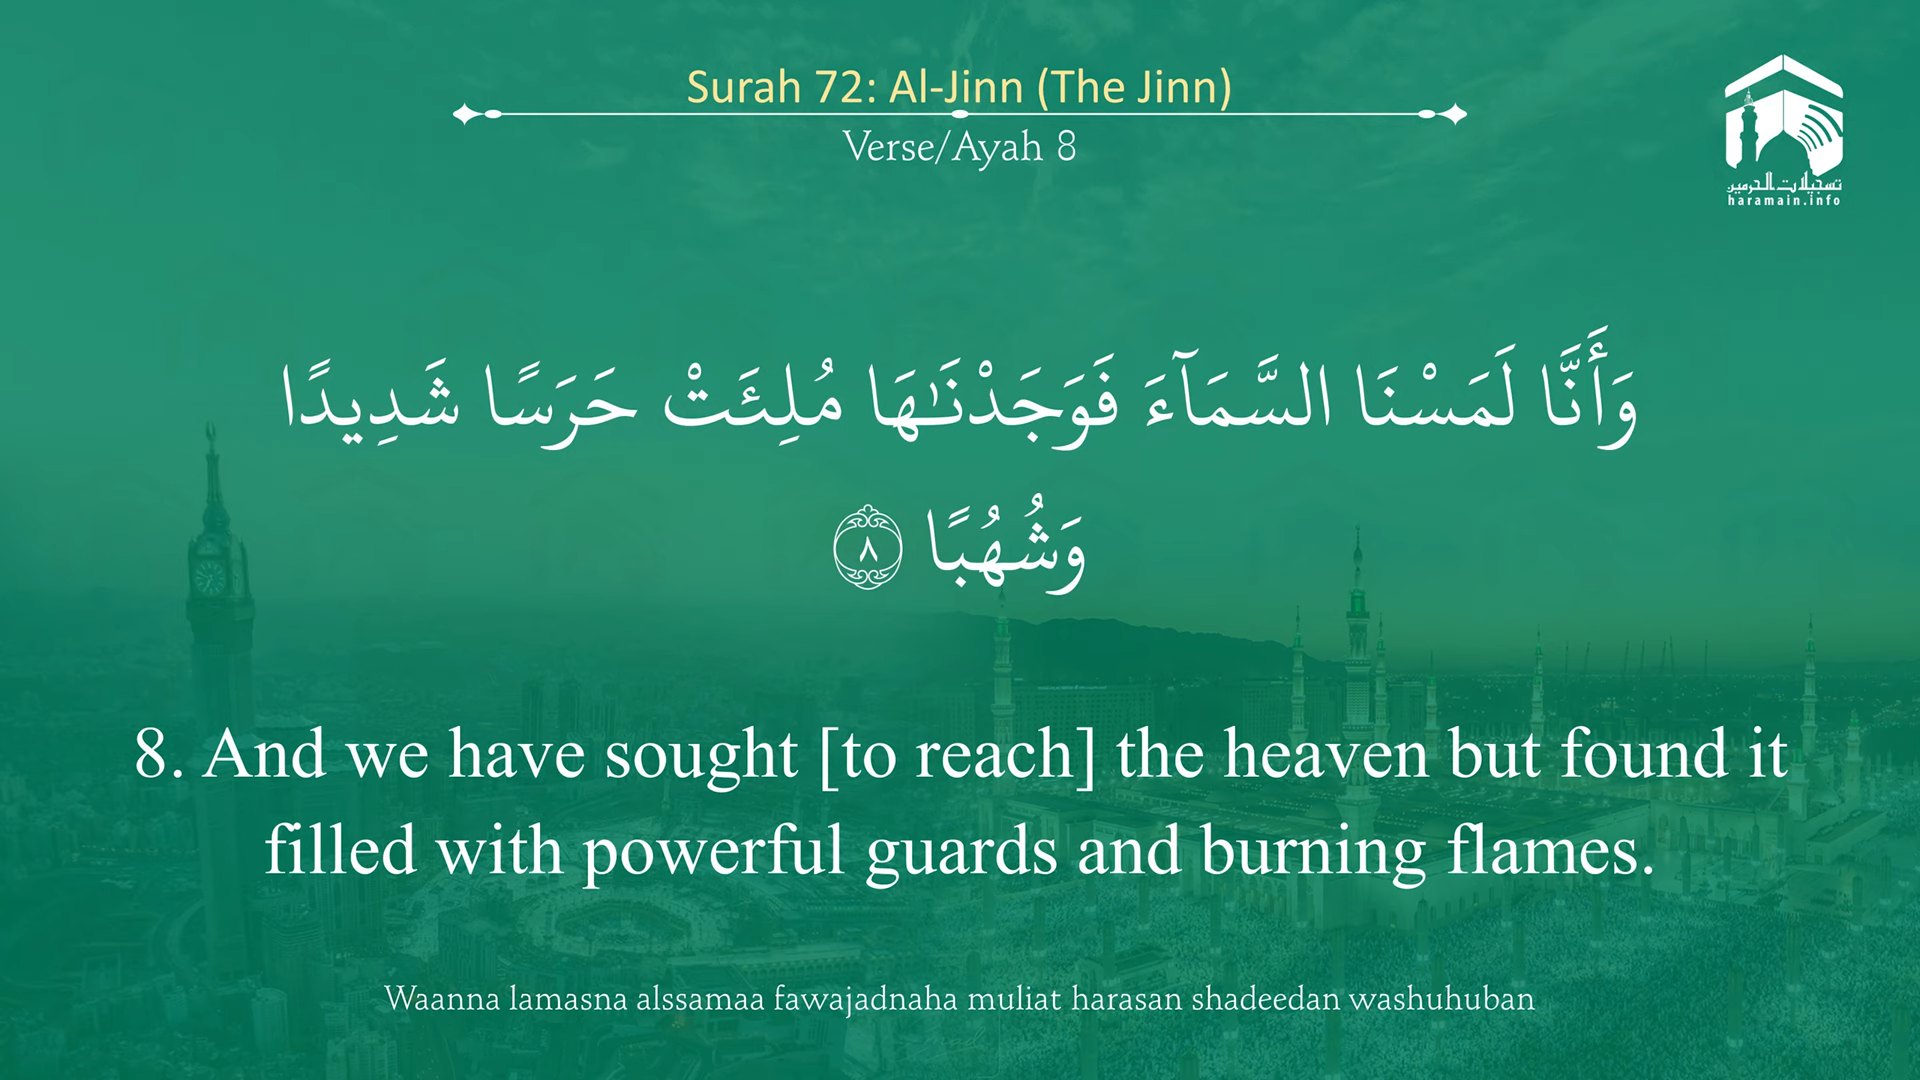 Surah 72: Al-Jinn (The Jinn)
Verse/Ayah 8
تسجيلات الحرمين
haramain.info
وَأَنَّا لَمَسْنَا السَّمَآءَ فَوَجَدْنَٰهَا مُلِئَتْ حَرَسًا شَدِيدًا
وَشُهُبًا ٨
8. And we have sought [to reach] the heaven but found it
filled with powerful guards and burning flames.
Waanna lamasna alssamaa fawajadnaha muliat harasan shadeedan washuhuban